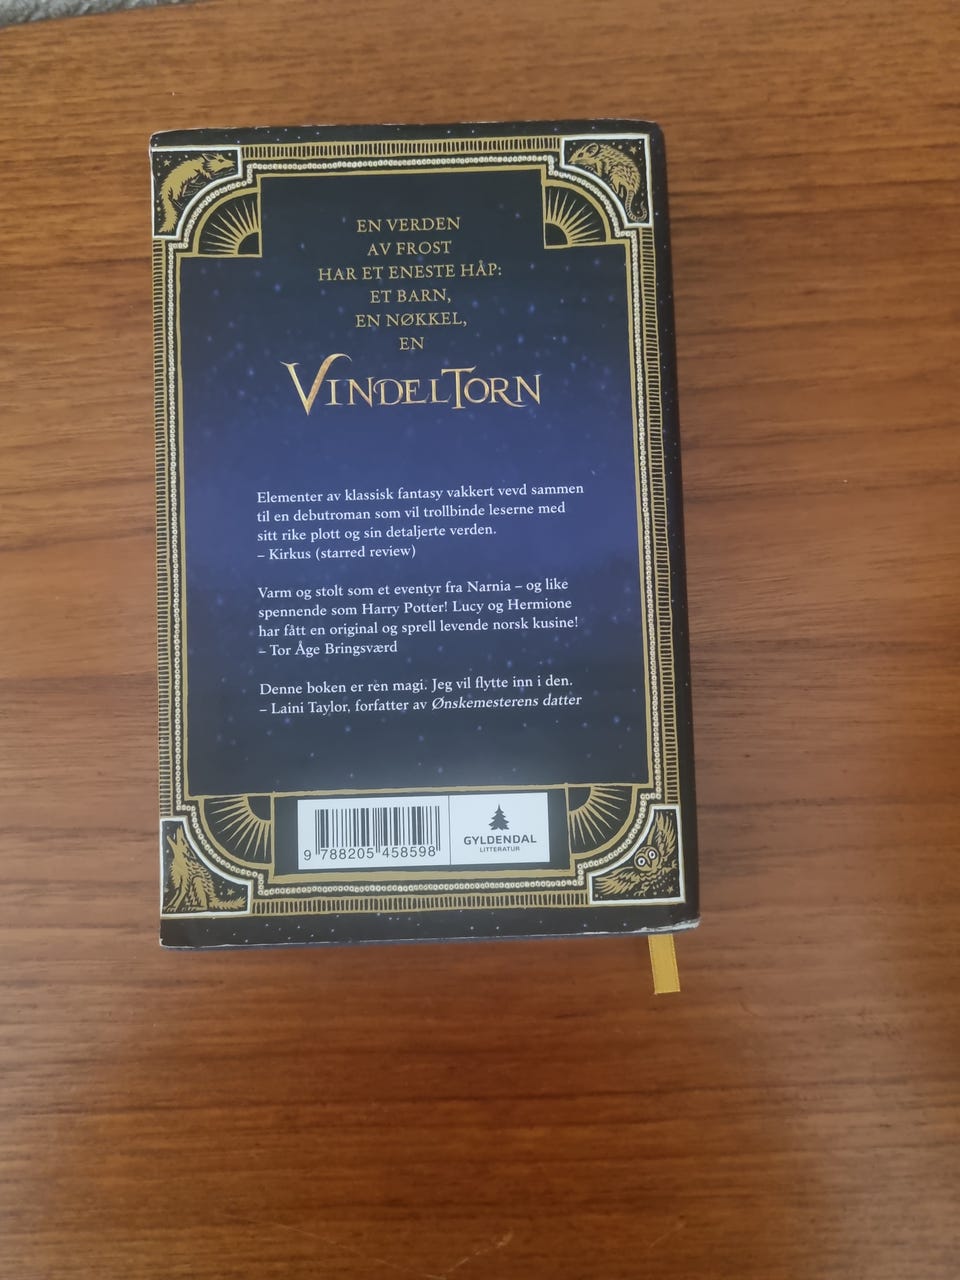 EN VERDEN
AV FROST
HAR ET ENESTE HÅP:
ET BARN,
EN NØKKEL,
EN
VINDELTORN
Elementer av klassisk fantasy vakkert vevd sammen
til en debutroman som vil trollbinde leserne med
sitt rike plott og sin detaljerte verden.
– Kirkus (starred review)
Varm og stolt som et eventyr fra Narnia – og like
spennende som Harry Potter! Lucy og Hermione
har fått en original og sprell levende norsk kusine!
– Tor Åge Bringsværd
Denne boken er ren magi. Jeg vil flytte inn i den.
– Laini Taylor, forfatter av Ønskemesterens datter
9 788205 458598
GYLDENDAL
LITTERATUR